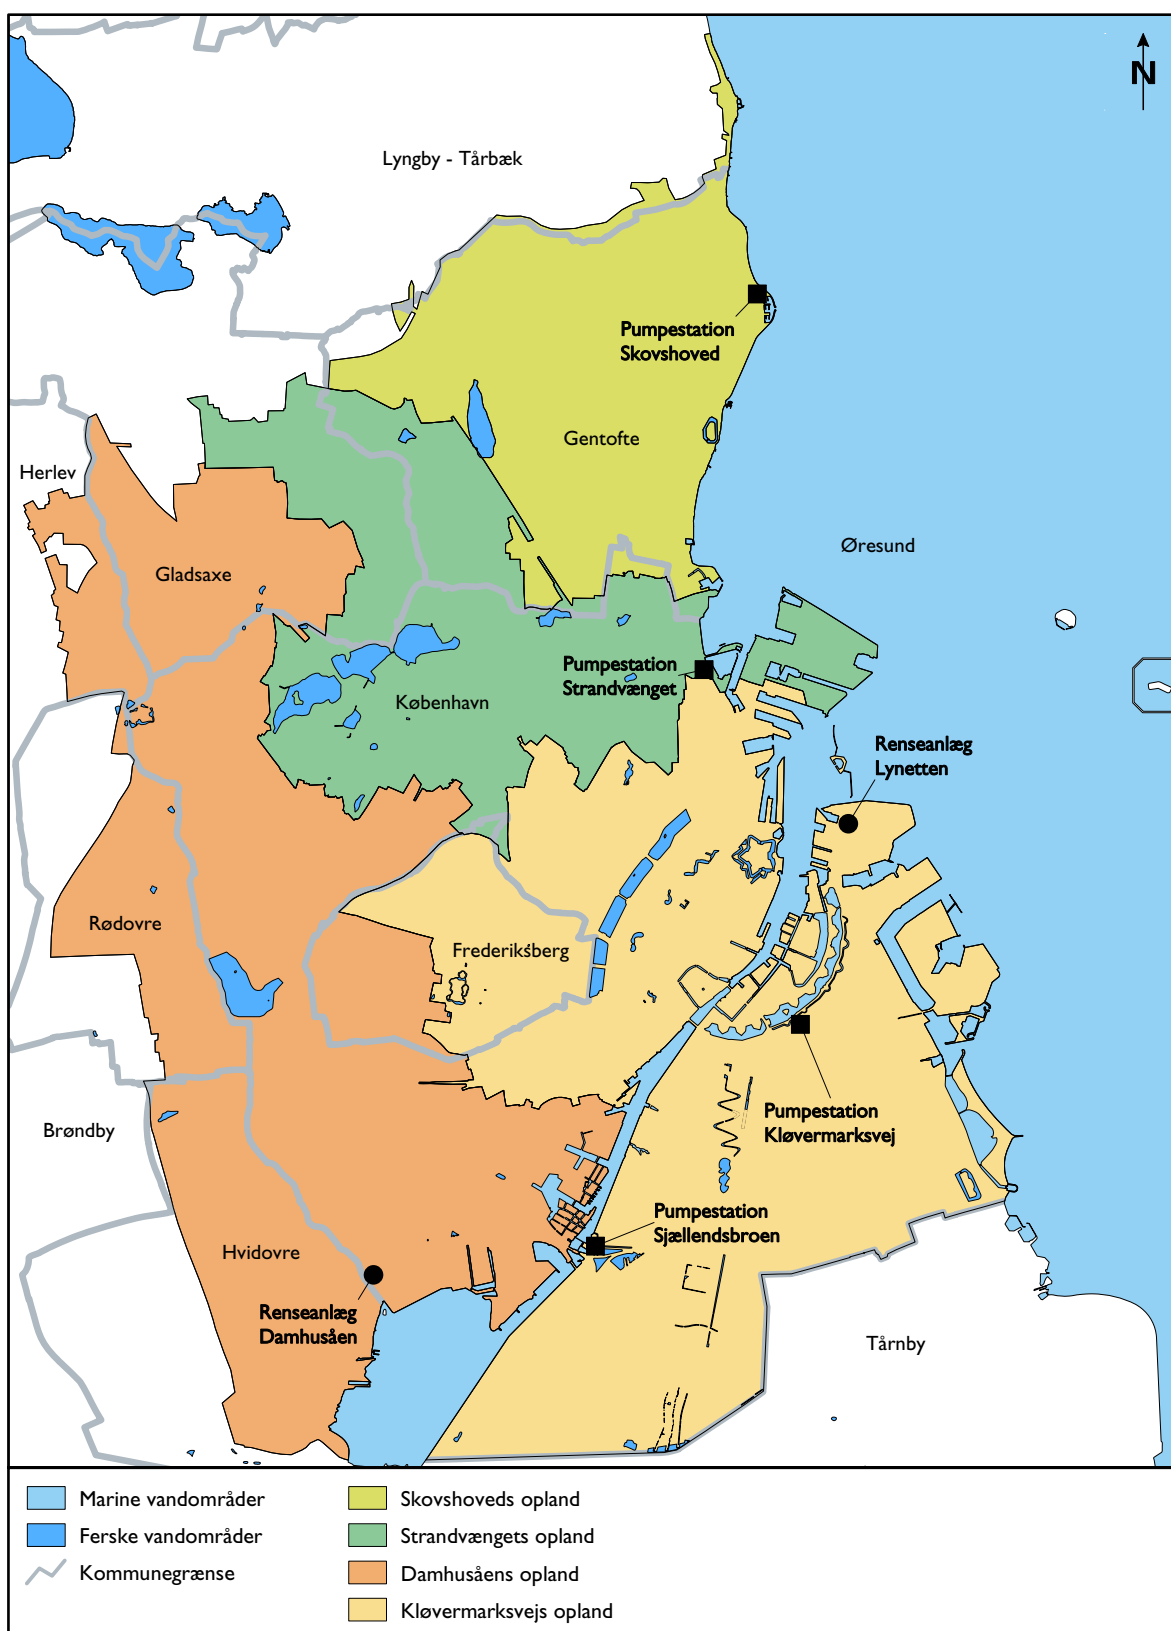 N
Lyngby - Tårbæk
Pumpestation
Skovshoved
Gentofte
Herlev
Øresund
Gladsaxe
Pumpestation
Strandvænget
København
Renseanlæg
Lynetten
Rødovre
Frederiksberg
Pumpestation
Kløvermarksvej
Brøndby
Pumpestation
Sjællendsbroen
Hvidovre
Renseanlæg
Damhusåen
Tårnby
Marine vandområder
Ferske vandområder
Kommunegrænse
Skovshoveds opland
Strandvængets opland
Damhusåens opland
Kløvermarksvejs opland